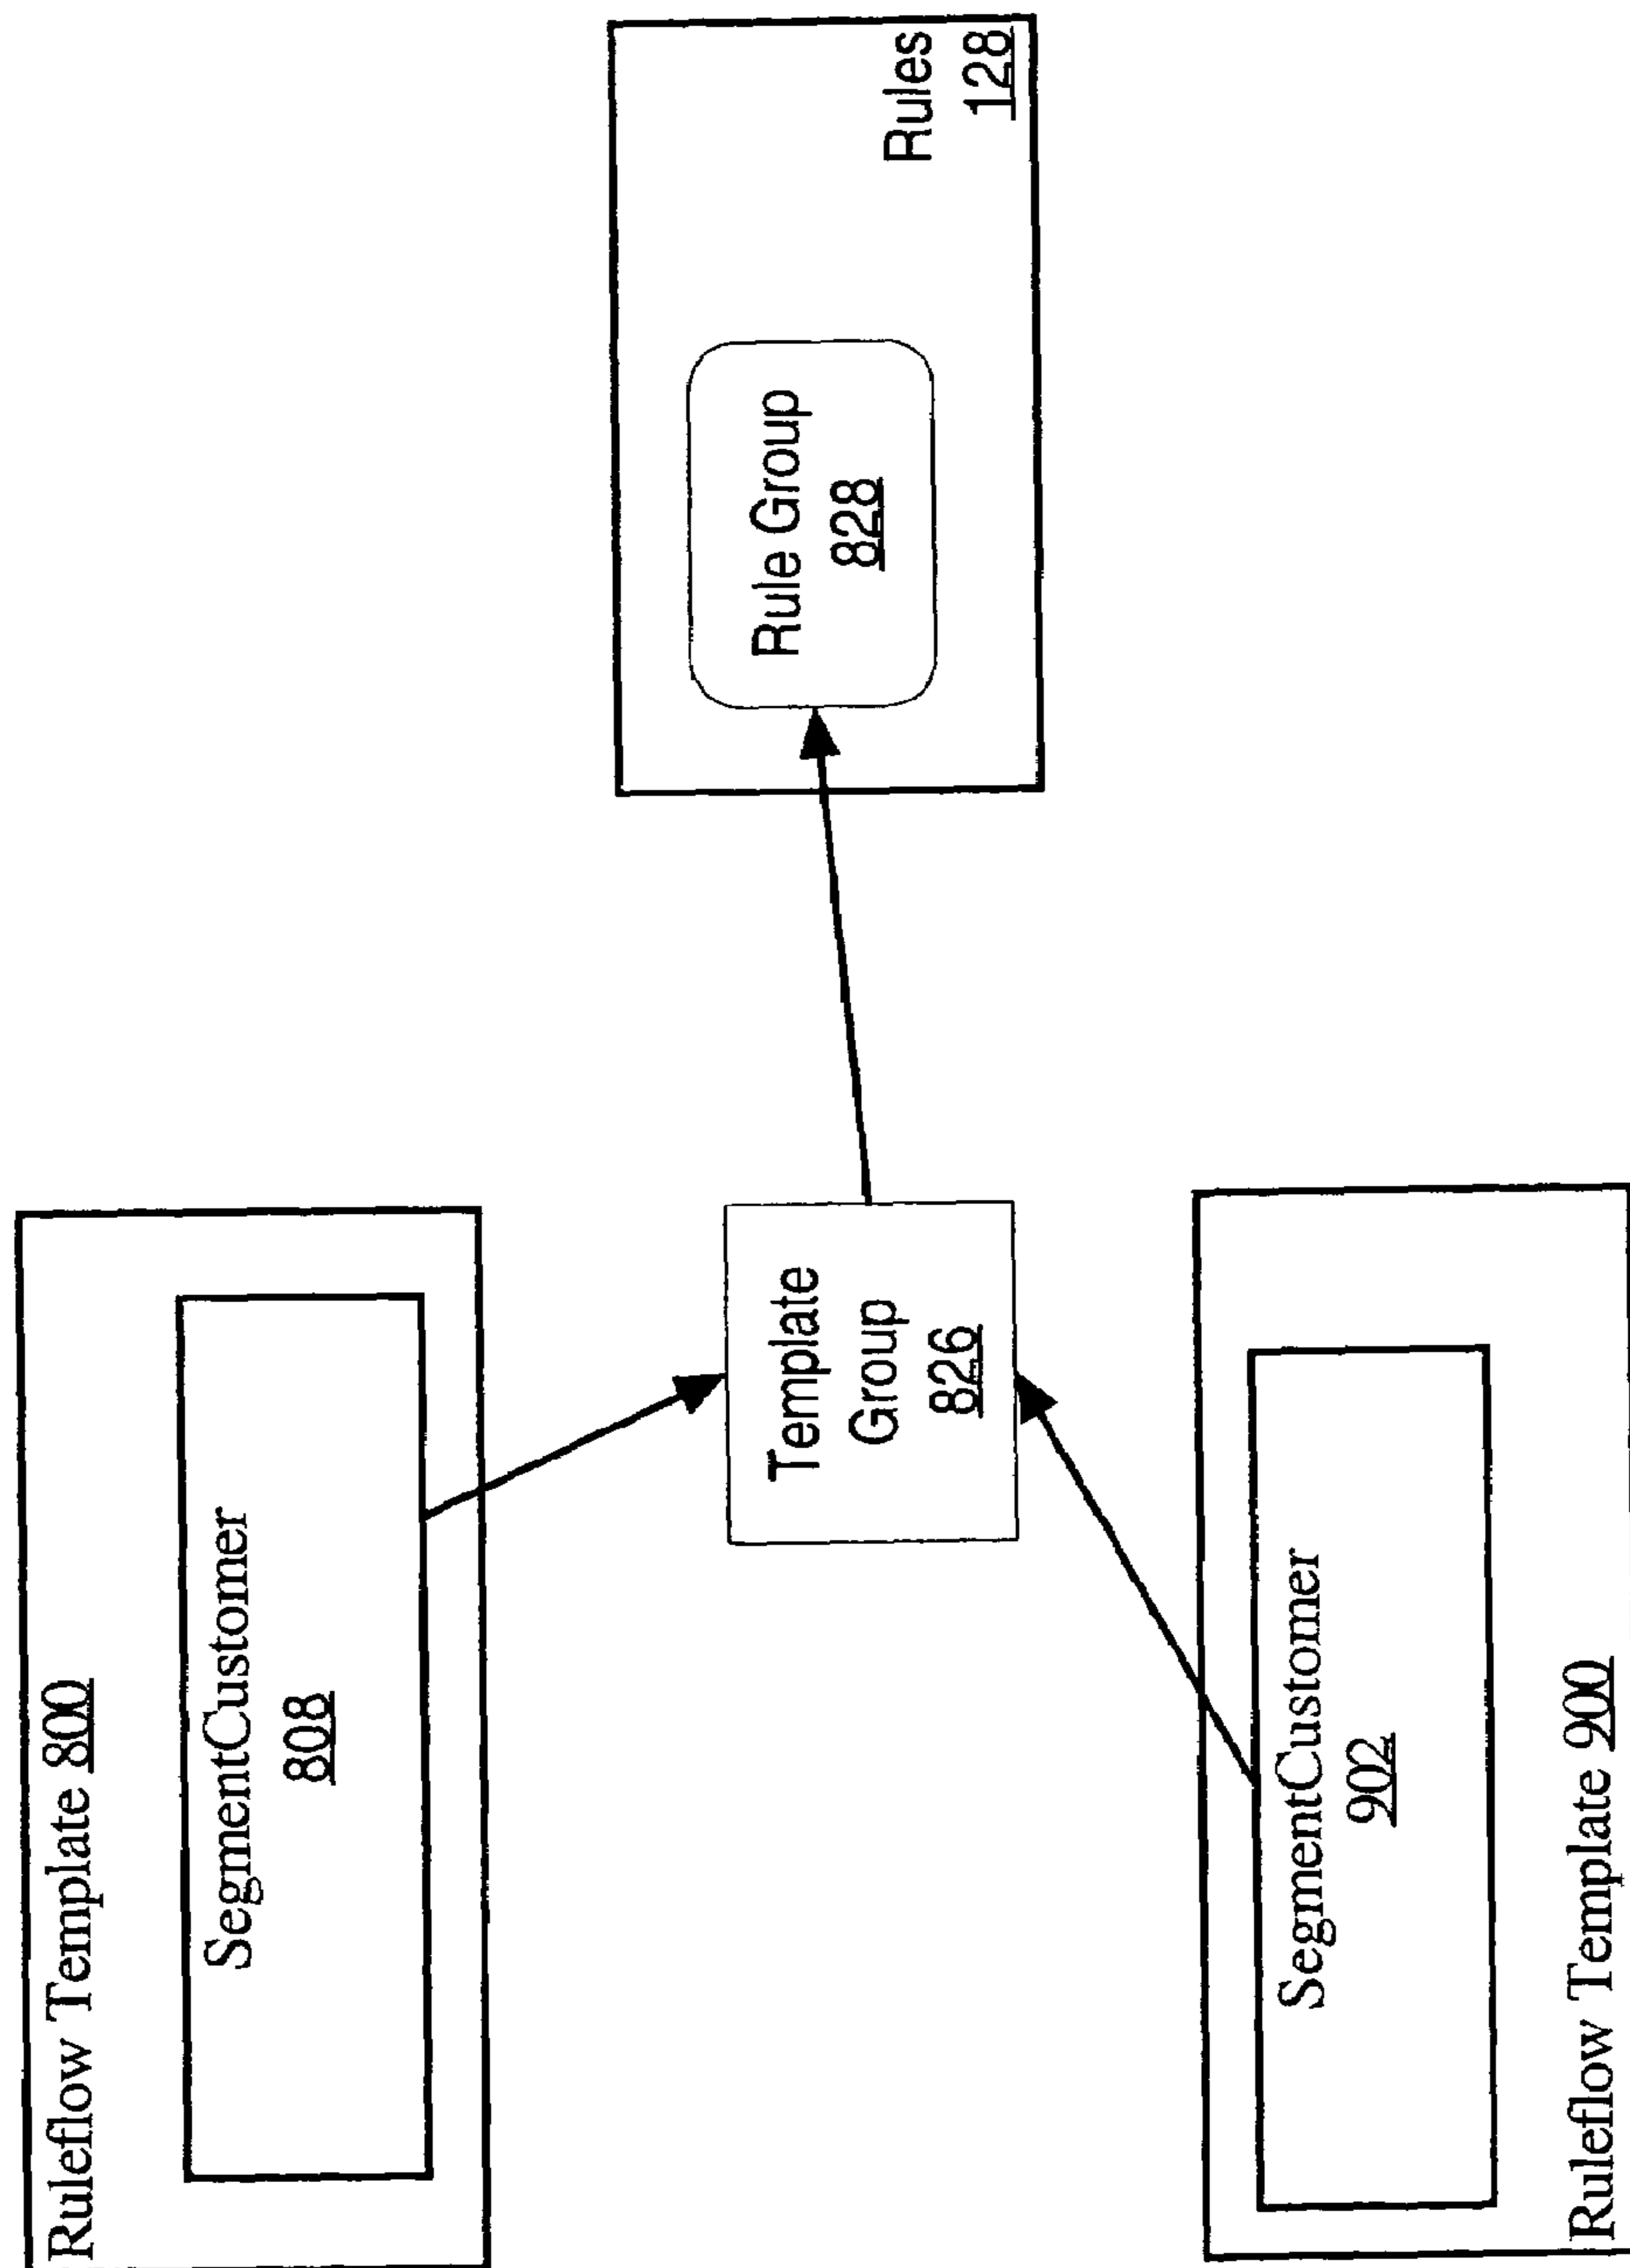 Ruleflow Template 800
SegmentCustomer
808
Template
Group
826
Rule Group
828
Rules
128
SegmentCustomer
902
Ruleflow Template 900